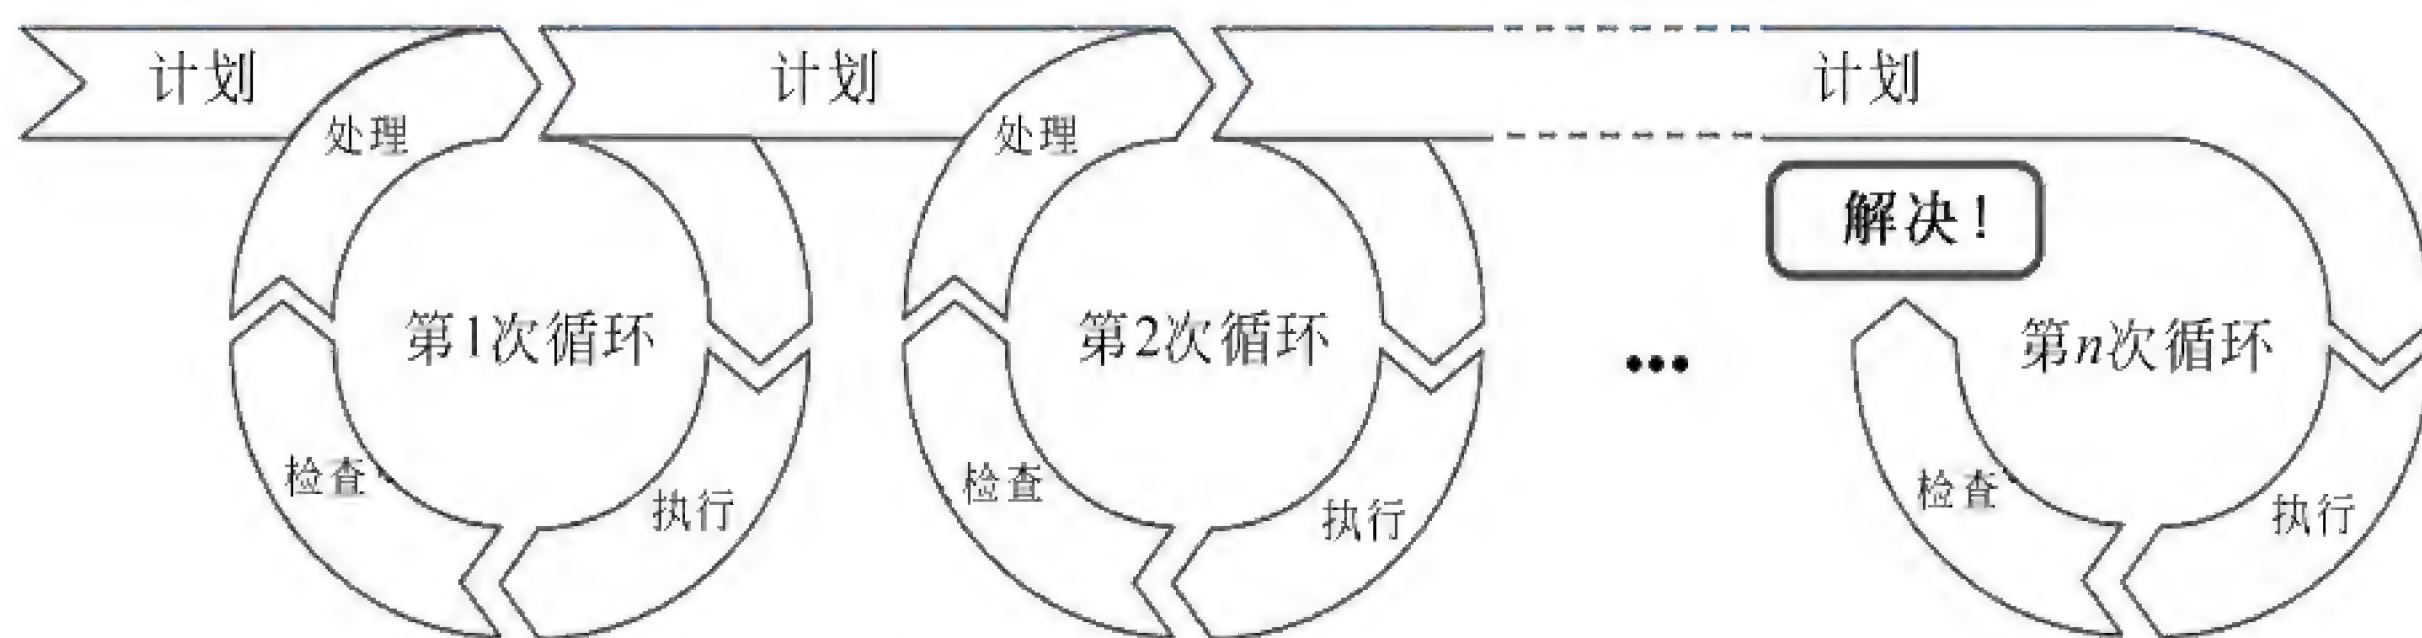 计划
计划
计划
处理
处理
解决!
第1次循环
第2次循环
...
第n次循环
检查
执行
检查
执行
检查
执行